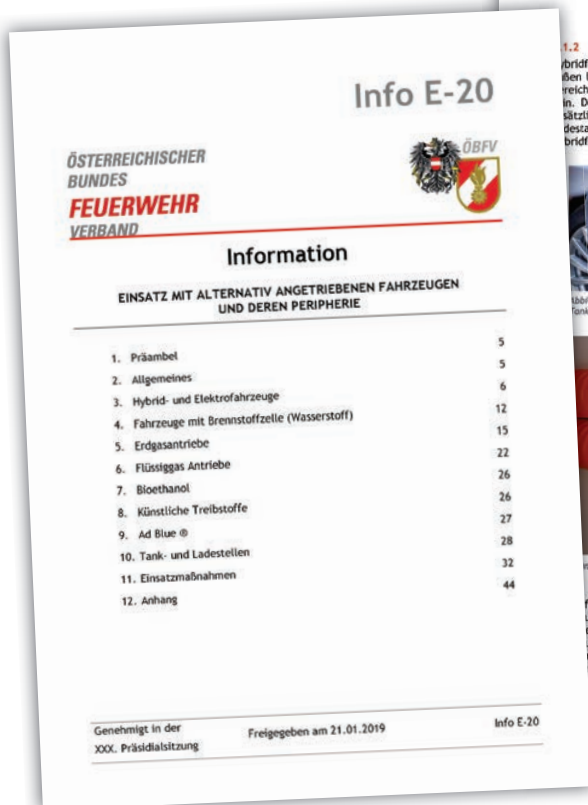 Info E-20
ÖSTERREICHISCHER
BUNDES
FEUERWEHR
VERBAND
ÖBFV
Information
EINSATZ MIT ALTERNATIV ANGETRIEBENEN FAHRZEUGEN
UND DEREN PERIPHERIE
1. Präambel 5
2. Allgemeines 5
3. Hybrid- und Elektrofahrzeuge 6
4. Fahrzeuge mit Brennstoffzelle (Wasserstoff) 12
5. Erdgasantriebe 15
6. Flüssiggas Antriebe 22
7. Bioethanol 26
8. Künstliche Treibstoffe 26
9. Ad Blue ® 27
10. Tank- und Ladestellen 28
11. Einsatzmaßnahmen 32
12. Anhang 44
Genehmigt in der
XXX. Präsidialsitzung
Freigegeben am 21.01.2019
Info E-20
1.2